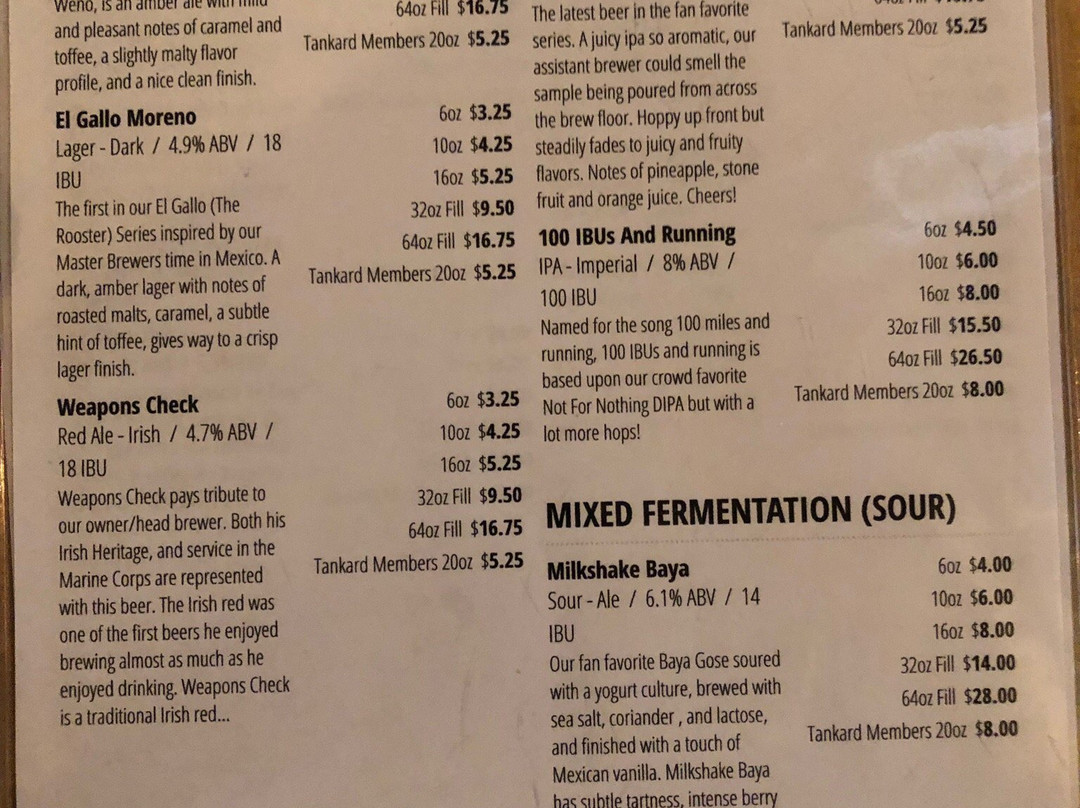 Weno, is an amber ale with mild
and pleasant notes of caramel and
toffee, a slightly malty flavor
profile, and a nice clean finish.
64oz Fill $16.75
Tankard Members 20oz $5.25
El Gallo Moreno
Lager - Dark / 4.9% ABV / 18
IBU
The first in our El Gallo (The
Rooster) Series inspired by our
Master Brewers time in Mexico. A
dark, amber lager with notes of
roasted malts, caramel, a subtle
hint of toffee, gives way to a crisp
lager finish.
6oz $3.25
10oz $4.25
16oz $5.25
32oz Fill $9.50
64oz Fill $16.75
Tankard Members 20oz $5.25
Weapons Check
Red Ale - Irish / 4.7% ABV /
18 IBU
Weapons Check pays tribute to
our owner/head brewer. Both his
Irish Heritage, and service in the
Marine Corps are represented
with this beer. The Irish red was
one of the first beers he enjoyed
brewing almost as much as he
enjoyed drinking. Weapons Check
is a traditional Irish red...
6oz $3.25
10oz $4.25
16oz $5.25
32oz Fill $9.50
64oz Fill $16.75
Tankard Members 20oz $5.25
The latest beer in the fan favorite
series. A juicy ipa so aromatic, our
assistant brewer could smell the
sample being poured from across
the brew floor. Hoppy up front but
steadily fades to juicy and fruity
flavors. Notes of pineapple, stone
fruit and orange juice. Cheers!
Tankard Members 20oz $5.25
100 IBUs And Running
IPA - Imperial / 8% ABV /
100 IBU
Named for the song 100 miles and
running, 100 IBUs and running is
based upon our crowd favorite
Not For Nothing DIPA but with a
lot more hops!
6oz $4.50
10oz $6.00
16oz $8.00
32oz Fill $15.50
64oz Fill $26.50
Tankard Members 20oz $8.00
MIXED FERMENTATION (SOUR)
Milkshake Baya
Sour - Ale / 6.1% ABV / 14
IBU
Our fan favorite Baya Gose soured
with a yogurt culture, brewed with
sea salt, coriander , and lactose,
and finished with a touch of
Mexican vanilla. Milkshake Baya
has subtle tartness, intense berry
6oz $4.00
10oz $6.00
16oz $8.00
32oz Fill $14.00
64oz Fill $28.00
Tankard Members 20oz $8.00